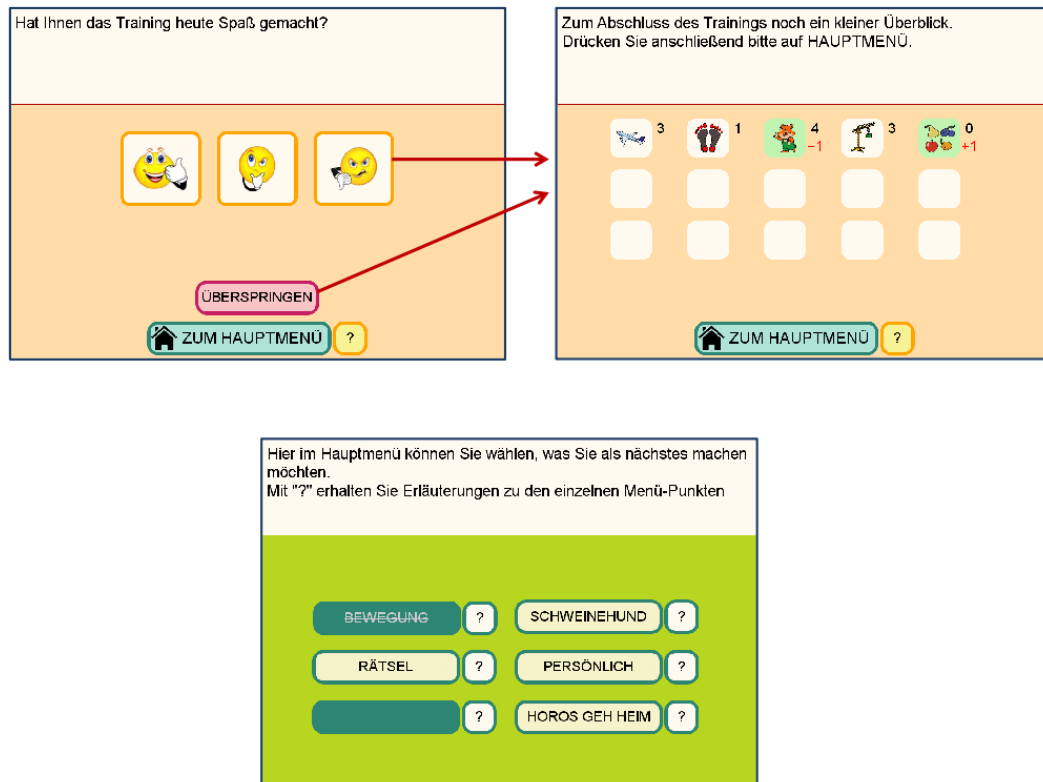 Hat Ihnen das Training heute Spaß gemacht?
ÜBERSPRINGEN
ZUM HAUPTMENÜ ?
Zum Abschluss des Trainings noch ein kleiner Überblick.
Drücken Sie anschließend bitte auf HAUPTMENÜ.
3 1 4 3 0
−1 +1
ZUM HAUPTMENÜ ?
Hier im Hauptmenü können Sie wählen, was Sie als nächstes machen
möchten.
Mit "?" erhalten Sie Erläuterungen zu den einzelnen Menü-Punkten
BEWEGUNG ? SCHWEINEHUND ?
RÄTSEL ? PERSÖNLICH ?
? HOROS GEH HEIM ?